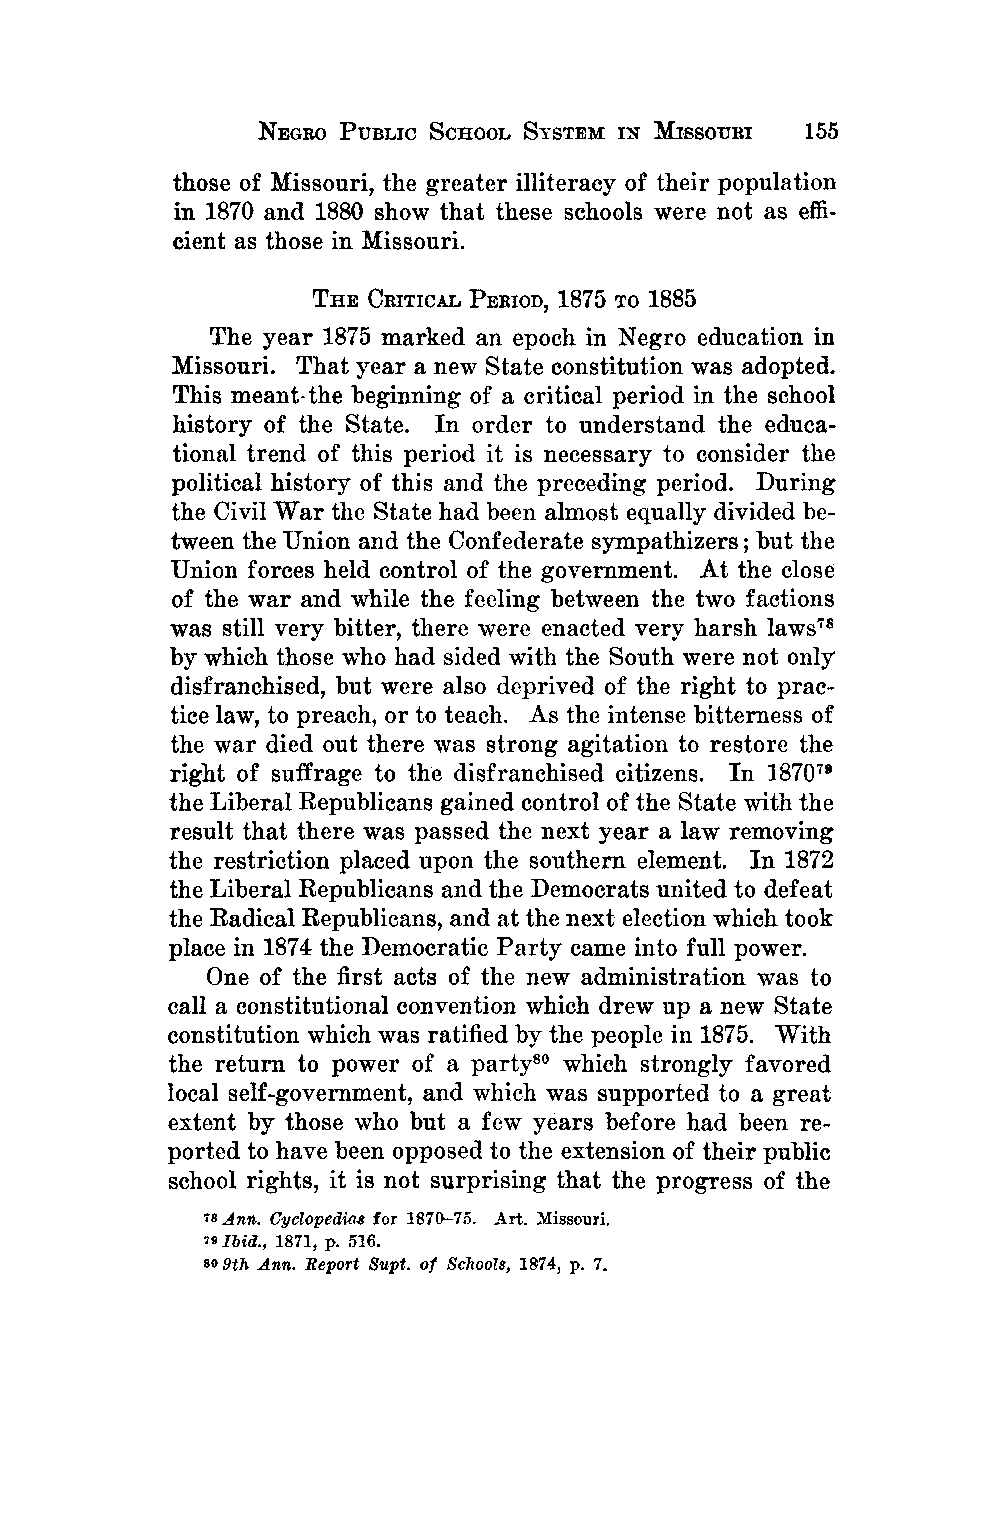 NEGRO PUBLIC SCHOOL SYSTEM IN MISSOURI 155
those of Missouri, the greater illiteracy of their population
in 1870 and 1880 show that these schools were not as effi-
cient as those in Missouri.
THE CRITICAL PERIOD, 1875 TO 1885
The year 1875 marked an epoch in Negro education in
Missouri. That year a new State constitution was adopted.
This meant the beginning of a critical period in the school
history of the State. In order to understand the educa-
tional trend of this period it is necessary to consider the
political history of this and the preceding period. During
the Civil War the State had been almost equally divided be-
tween the Union and the Confederate sympathizers; but the
Union forces held control of the government. At the close
of the war and while the feeling between the two factions
was still very bitter, there were enacted very harsh laws⁷⁸
by which those who had sided with the South were not only
disfranchised, but were also deprived of the right to prac-
tice law, to preach, or to teach. As the intense bitterness of
the war died out there was strong agitation to restore the
right of suffrage to the disfranchised citizens. In 1870⁷⁹
the Liberal Republicans gained control of the State with the
result that there was passed the next year a law removing
the restriction placed upon the southern element. In 1872
the Liberal Republicans and the Democrats united to defeat
the Radical Republicans, and at the next election which took
place in 1874 the Democratic Party came into full power.
One of the first acts of the new administration was to
call a constitutional convention which drew up a new State
constitution which was ratified by the people in 1875. With
the return to power of a party⁸⁰ which strongly favored
local self-government, and which was supported to a great
extent by those who but a few years before had been re-
ported to have been opposed to the extension of their public
school rights, it is not surprising that the progress of the
⁷⁸ Ann. Cyclopedias for 1870–75. Art. Missouri.
⁷⁹ Ibid., 1871, p. 516.
⁸⁰ 9th Ann. Report Supt. of Schools, 1874, p. 7.